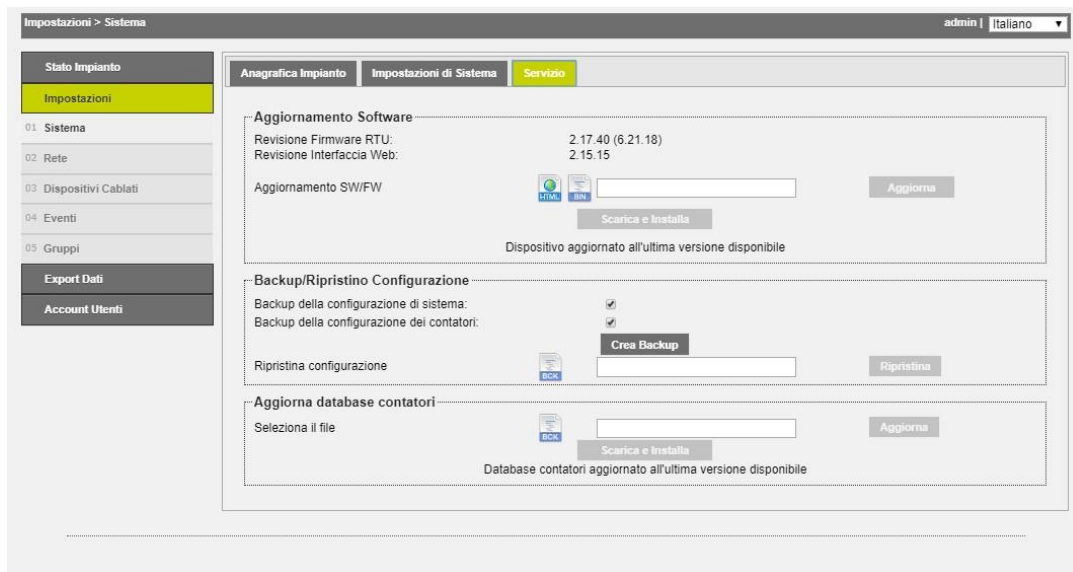 Impostazioni > Sistema
admin | Italiano
Stato Impianto
Impostazioni
01 Sistema
02 Rete
03 Dispositivi Cablati
04 Eventi
05 Gruppi
Export Dati
Account Utenti
Anagrafica Impianto Impostazioni di Sistema Servizio
Aggiornamento Software
Revisione Firmware RTU: 2.17.40 (6.21.18)
Revisione Interfaccia Web: 2.15.15
Aggiornamento SW/FW HTML BIN Aggiorna
Scarica e Installa
Dispositivo aggiornato all'ultima versione disponibile
Backup/Ripristino Configurazione
Backup della configurazione di sistema:
Backup della configurazione dei contatori:
Crea Backup
Ripristina configurazione BCK Ripristina
Aggiorna database contatori
Seleziona il file BCK Aggiorna
Scarica e Installa
Database contatori aggiornato all'ultima versione disponibile